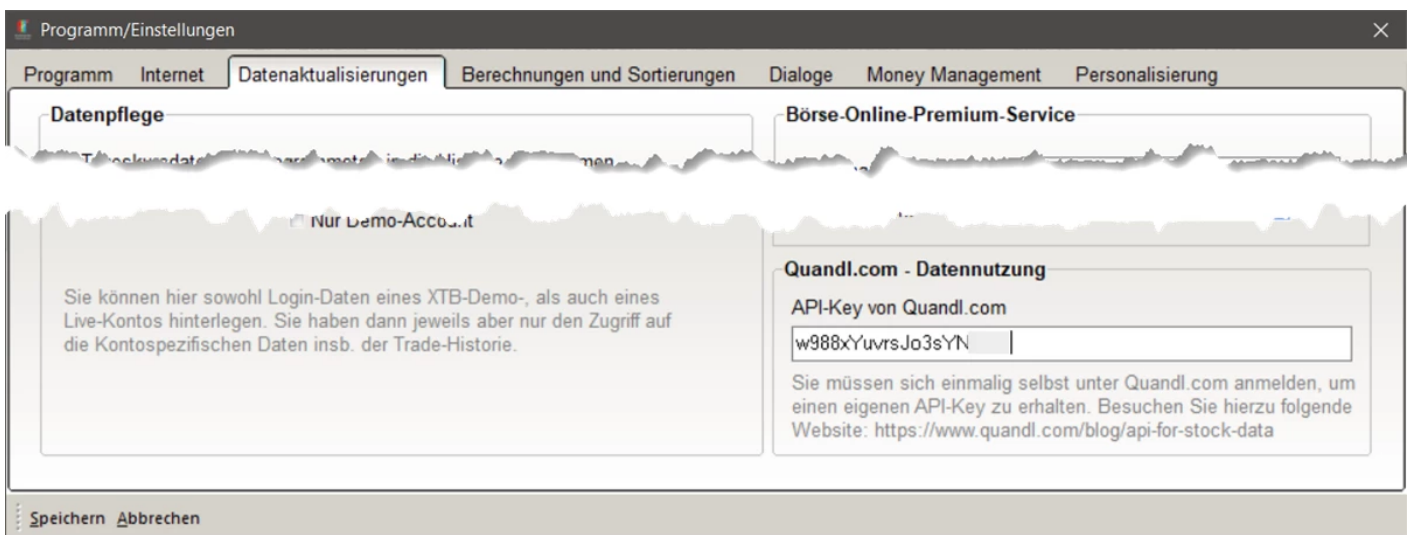 Programm/Einstellungen
Programm Internet Datenaktualisierungen Berechnungen und Sortierungen Dialoge Money Management Personalisierung
Datenpflege
Börse-Online-Premium-Service
Nur Demo-Account
Sie können hier sowohl Login-Daten eines XTB-Demo-, als auch eines
Live-Kontos hinterlegen. Sie haben dann jeweils aber nur den Zugriff auf
die Kontospezifischen Daten insb. der Trade-Historie.
Quandl.com - Datennutzung
API-Key von Quandl.com
w988xYuvrsJo3sYN
Sie müssen sich einmalig selbst unter Quandl.com anmelden, um
einen eigenen API-Key zu erhalten. Besuchen Sie hierzu folgende
Website: https://www.quandl.com/blog/api-for-stock-data
Speichern Abbrechen